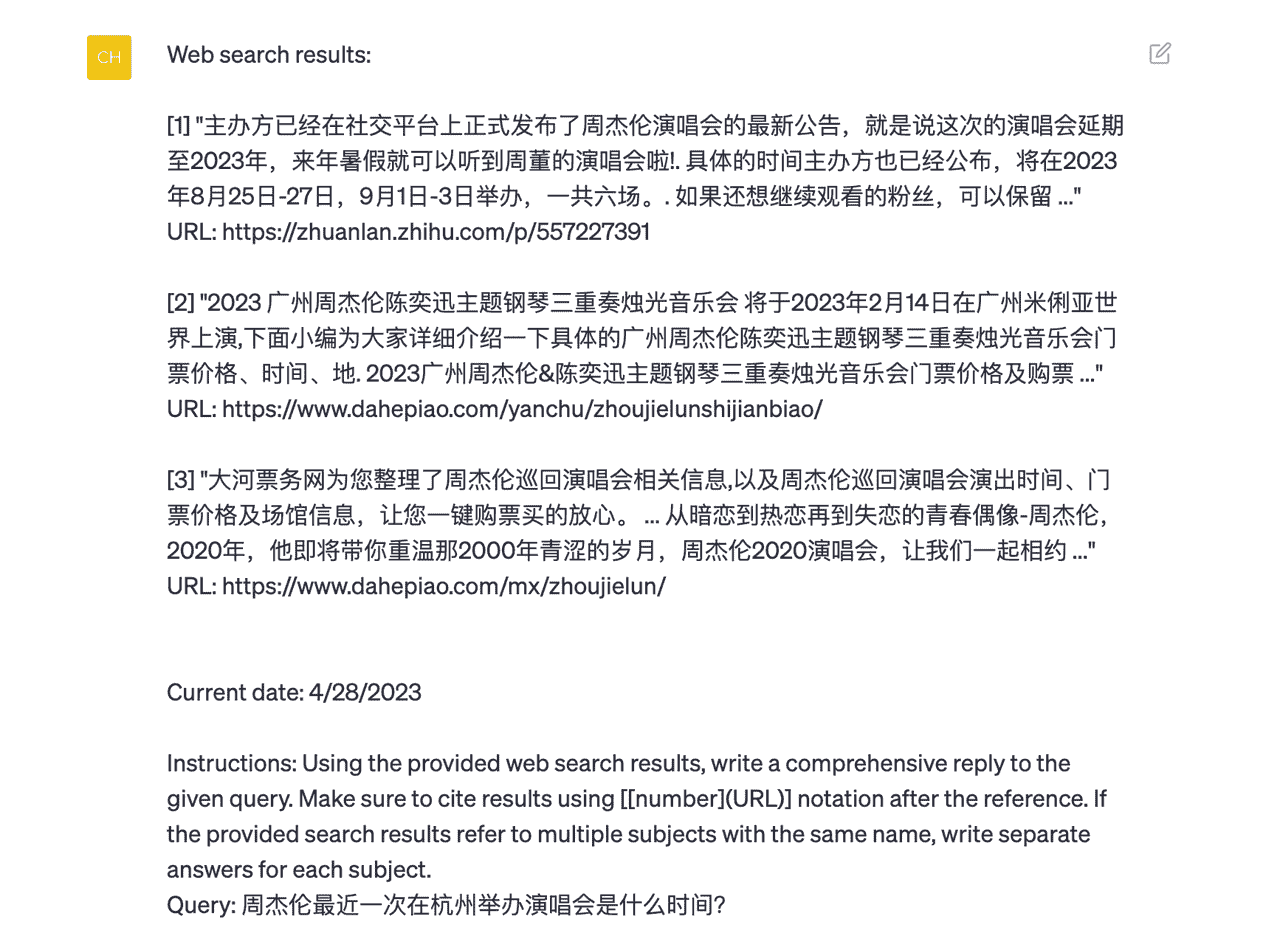 CH
Web search results:
[1] "主办方已经在社交平台上正式发布了周杰伦演唱会的最新公告，就是说这次的演唱会延期
至2023年，来年暑假就可以听到周董的演唱会啦!. 具体的时间主办方也已经公布，将在2023
年8月25日-27日，9月1日-3日举办，一共六场。. 如果还想继续观看的粉丝，可以保留 ..."
URL: https://zhuanlan.zhihu.com/p/557227391
[2] "2023 广州周杰伦陈奕迅主题钢琴三重奏烛光音乐会 将于2023年2月14日在广州米俐亚世
界上演,下面小编为大家详细介绍一下具体的广州周杰伦陈奕迅主题钢琴三重奏烛光音乐会门
票价格、时间、地. 2023广州周杰伦&陈奕迅主题钢琴三重奏烛光音乐会门票价格及购票 ..."
URL: https://www.dahepiao.com/yanchu/zhoujielunshijianbiao/
[3] "大河票务网为您整理了周杰伦巡回演唱会相关信息,以及周杰伦巡回演唱会演出时间、门
票价格及场馆信息，让您一键购票买的放心。 ... 从暗恋到热恋再到失恋的青春偶像-周杰伦，
2020年，他即将带你重温那2000年青涩的岁月，周杰伦2020演唱会，让我们一起相约 ..."
URL: https://www.dahepiao.com/mx/zhoujielun/
Current date: 4/28/2023
Instructions: Using the provided web search results, write a comprehensive reply to the
given query. Make sure to cite results using [[number](URL)] notation after the reference. If
the provided search results refer to multiple subjects with the same name, write separate
answers for each subject.
Query: 周杰伦最近一次在杭州举办演唱会是什么时间?